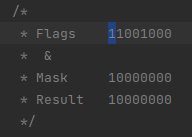 /*
 * Flags    11001000
 *  &
 * Mask     10000000
 * Result   10000000
 */